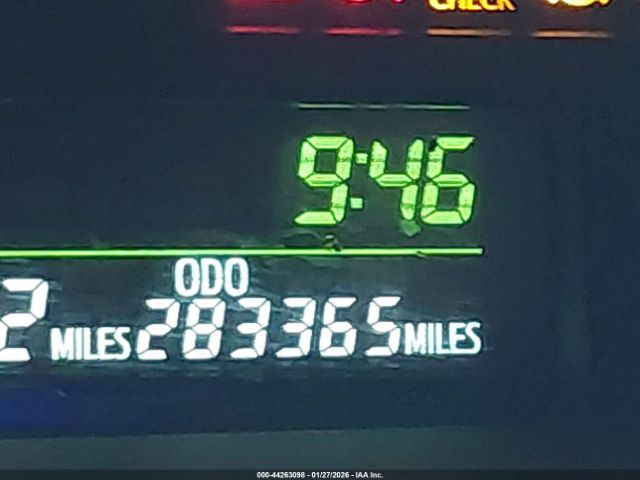 CHECK
9:46
ODO
2 MILES 283365 MILES
000-44263098 - 01/27/2026 - IAA Inc.